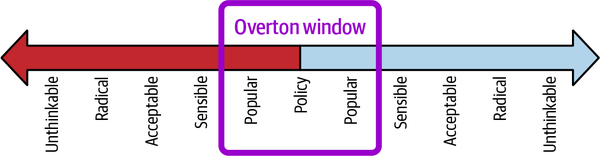 Overton window
Unthinkable
Radical
Acceptable
Sensible
Popular
Policy
Popular
Sensible
Acceptable
Radical
Unthinkable